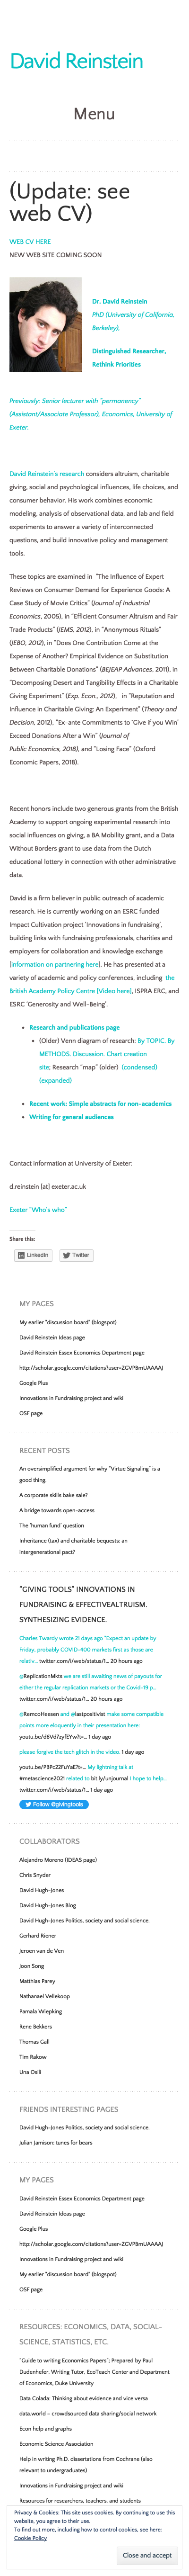 David Reinstein
Menu
(Update: see
web CV)
WEB CV HERE
NEW WEB SITE COMING SOON
Dr. David Reinstein
PhD (University of California,
Berkeley),
Distinguished Researcher,
Rethink Priorities
Previously: Senior lecturer with "permanency"
(Assistant/Associate Professor), Economics, University of
Exeter.
David Reinstein's research considers altruism, charitable
giving, social and psychological influences, life choices, and
consumer behavior. His work combines economic
modeling, analysis of observational data, and lab and field
experimentation in a variety of interconnected
questions, and build innovative policy and management
tools.
These topics are examined in "The Influence of Expert
Reviews on Consumer Demand for Experience Goods: A
Case Study of Movie Critics" (Journal of Industrial
Economics, 2005), in "Efficient Consumer Altruism and Fair
Trade Products" (JEMS, 2012), in "Anonymous Rituals"
(JEBO, 2012), in "Does One Contribution Come at the
Expense of Another? Empirical Evidence on Substitution
Between Charitable Donations" (BEJEAP Advances, 2011), in
"Decomposing Desert and Tangibility Effects in a Charitable
Giving Experiment" (Exp. Econ., 2012), in "Reputation and
Influence in Charitable Giving: An Experiment" (Theory and
Decision, 2012), "Ex-ante Commitments to 'Give if you Win'
Exceed Donations After a Win" (Journal of
Public Economics, 2018), and "Losing Face" (Oxford
Economic Papers, 2018).
Recent honors include two generous grants from the British
Academy to support ongoing experimental research into
social influences on giving, a BA Mobility grant, and a Data
Without Borders grant to use data from the Dutch
educational lottery in connection with other administrative
data.
David is a firm believer in public outreach of academic
research. He is currently working on an ESRC funded
Impact Cultivation project 'Innovations in fundraising',
building links with fundraising professionals, charities and
employers for collaboration and knowledge exchange
[information on partnering here]. He has presented at a
variety of academic and policy conferences, including the
British Academy Policy Centre [Video here], ISPRA ERC, and
ESRC 'Generosity and Well-Being'.
Research and publications page
(Older) Venn diagram of research: By TOPIC. By
METHODS. Discussion. Chart creation
site; Research "map" (older) (condensed)
(expanded)
Recent work: Simple abstracts for non-academics
Writing for general audiences
Contact information at University of Exeter:
d.reinstein [at] exeter.ac.uk
Exeter "Who's who"
Share this:
LinkedIn
Twitter
MY PAGES
My earlier "discussion board" (blogspot)
David Reinstein Ideas page
David Reinstein Essex Economics Department page
http://scholar.google.com/citations?user=ZGVPBmUAAAAJ
Google Plus
Innovations in Fundraising project and wiki
OSF page
RECENT POSTS
An oversimplified argument for why "Virtue Signaling" is a
good thing.
A corporate skills bake sale?
A bridge towards open-access
The 'human fund' question
Inheritance (tax) and charitable bequests: an
intergenerational pact?
"GIVING TOOLS" INNOVATIONS IN
FUNDRAISING & EFFECTIVEALTRUISM.
SYNTHESIZING EVIDENCE.
Charles Twardy wrote 21 days ago "Expect an update by
Friday, probably COVID-#00 markets first as those are
relativ… twitter.com/i/web/status/1… 20 hours ago
@ReplicationMkts we are still awaiting news of payouts for
either the regular replication markets or the Covid-19 p…
twitter.com/i/web/status/1… 20 hours ago
@RemcoHeesen and @lastpositivist make some compatible
points more eloquently in their presentation here:
1 day ago
please forgive the tech glitch in the video. 1 day ago
My lightning talk at
#metascience2021 related to bit.ly/unjournal I hope to help…
twitter.com/i/web/status/1… 1 day ago
Follow @givingtools
COLLABORATORS
Alejandro Moreno (IDEAS page)
Chris Snyder
David Hugh-Jones
David Hugh-Jones Blog
David Hugh-Jones Politics, society and social science.
Gerhard Riener
Jeroen van de Ven
Joon Song
Matthias Parey
Nathanael Vellekoop
Pamala Wiepking
Rene Bekkers
Thomas Gall
Tim Rakow
Una Osili
FRIENDS INTERESTING PAGES
David Hugh-Jones Politics, society and social science.
Julian Jamison: tunes for bears
MY PAGES
David Reinstein Essex Economics Department page
David Reinstein Ideas page
Google Plus
http://scholar.google.com/citations?user=ZGVPBmUAAAAJ
Innovations in Fundraising project and wiki
My earlier "discussion board" (blogspot)
OSF page
RESOURCES: ECONOMICS, DATA, SOCIAL-
SCIENCE, STATISTICS, ETC.
"Guide to writing Economics Papers"; Prepared by Paul
Dudenhefer, Writing Tutor, EcoTeach Center and Department
of Economics, Duke University
Data Colada: Thinking about evidence and vice versa
data.world – crowdsourced data sharing/social network
Econ help and graphs
Economic Science Association
Help in writing Ph.D. dissertations from Cochrane (also
relevant to undergraduates)
Innovations in Fundraising project and wiki
Resources for researchers, teachers, and students
Privacy & Cookies: This site uses cookies. By continuing to use this
website, you agree to their use.
To find out more, including how to control cookies, see here:
Cookie Policy
Close and accept